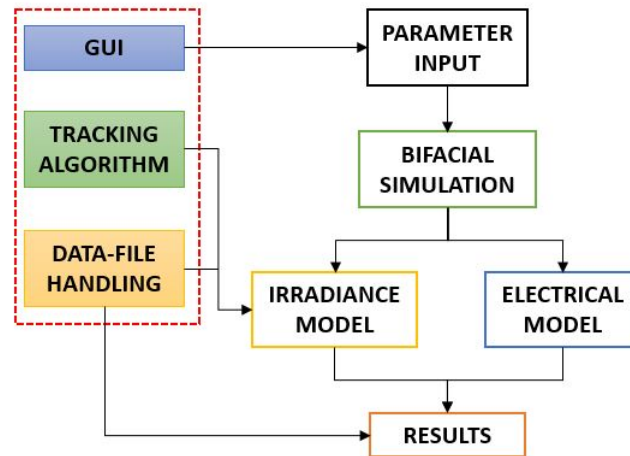 GUI
PARAMETER
INPUT
TRACKING
ALGORITHM
BIFACIAL
SIMULATION
DATA-FILE
HANDLING
IRRADIANCE
MODEL
ELECTRICAL
MODEL
RESULTS